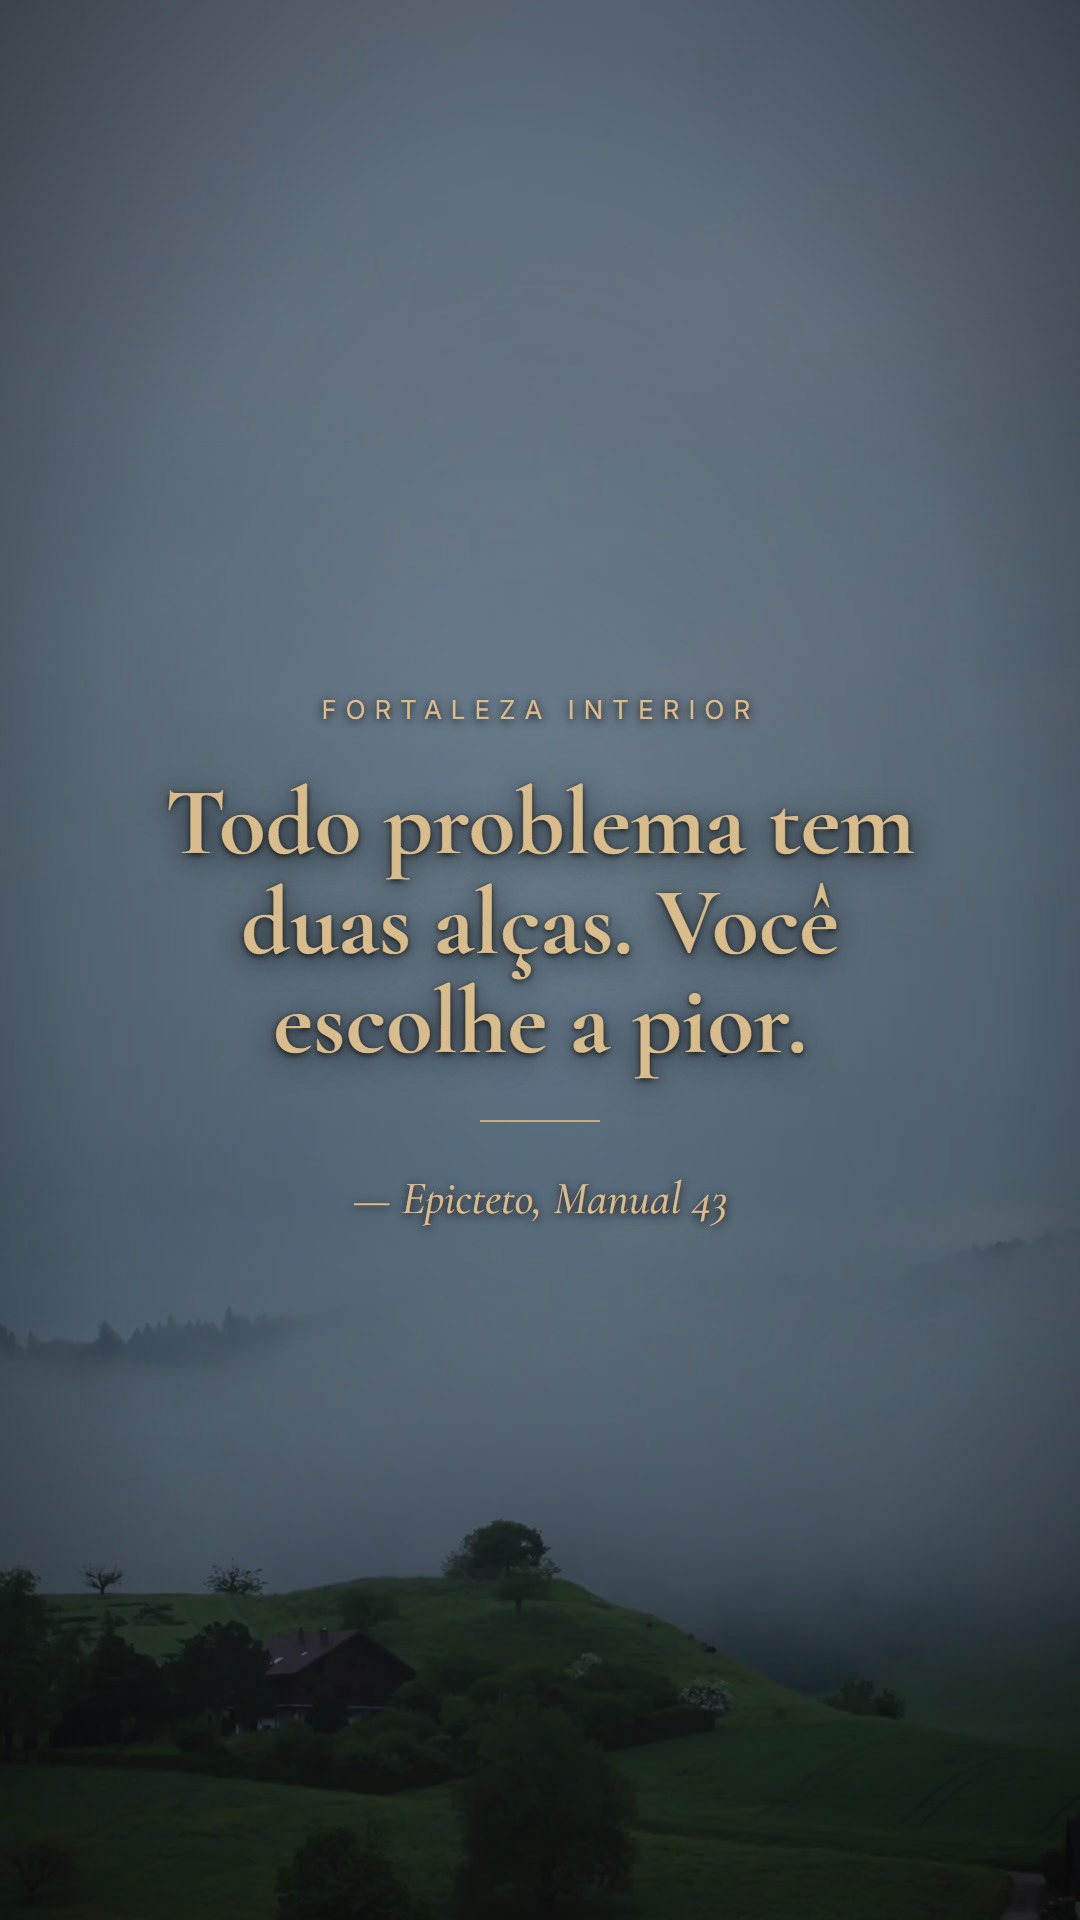 FORTALEZA INTERIOR
Todo problema tem
duas alças. Você
escolhe a pior.
— Epicteto, Manual 43